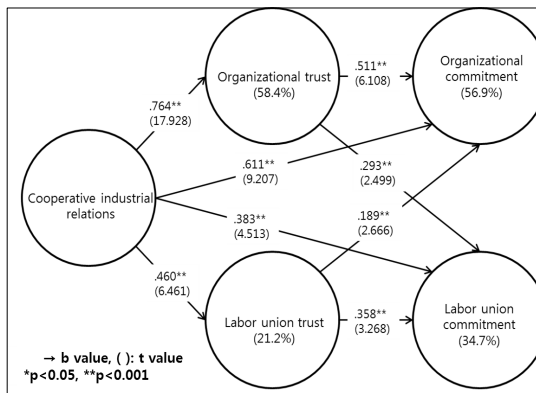 Organizational trust
(58.4%)
.511**
(6.108)
Organizational
commitment
(56.9%)
.764**
(17.928)
.611**
(9.207)
.293**
(2.499)
Cooperative industrial
relations
.383**
(4.513)
.189**
(2.666)
.460**
(6.461)
Labor union trust
(21.2%)
.358**
(3.268)
Labor union
commitment
(34.7%)
→ b value, ( ): t value
*p<0.05, **p<0.001